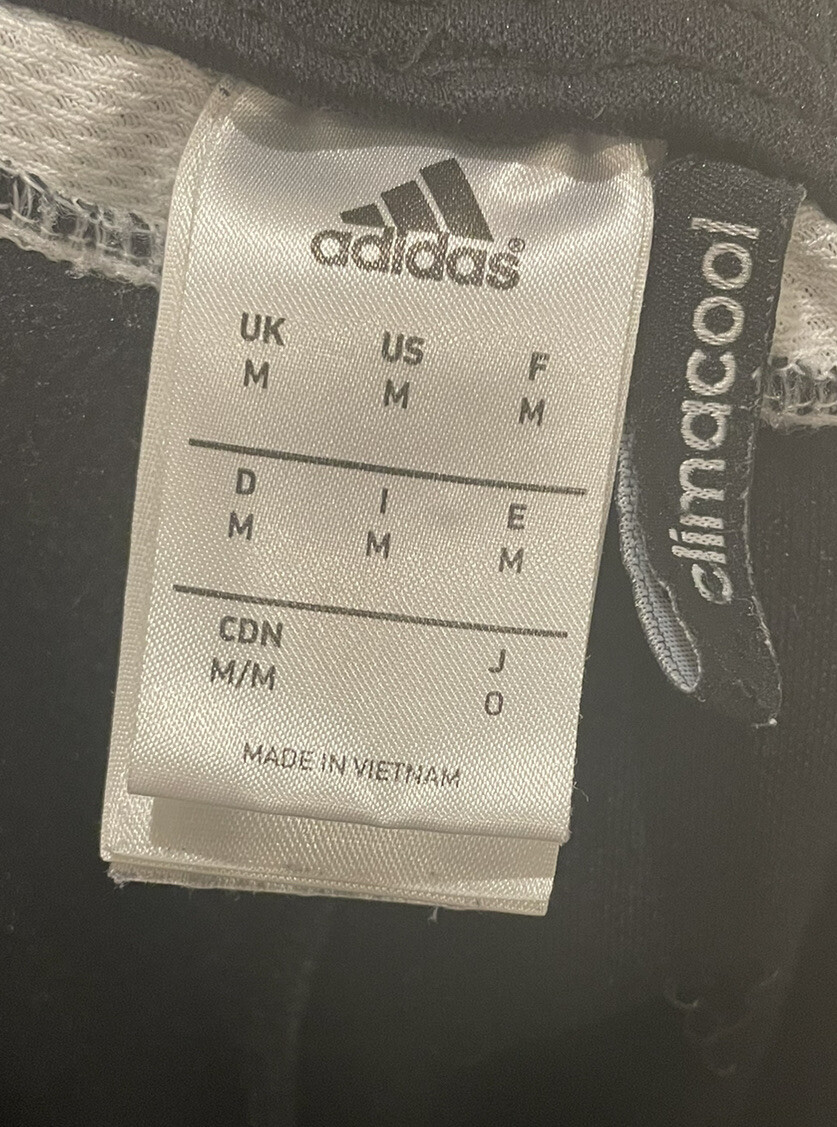 adidas®
UK US F
M M M
D I E
M M M
CDN J
M/M O
MADE IN VIETNAM
climacool